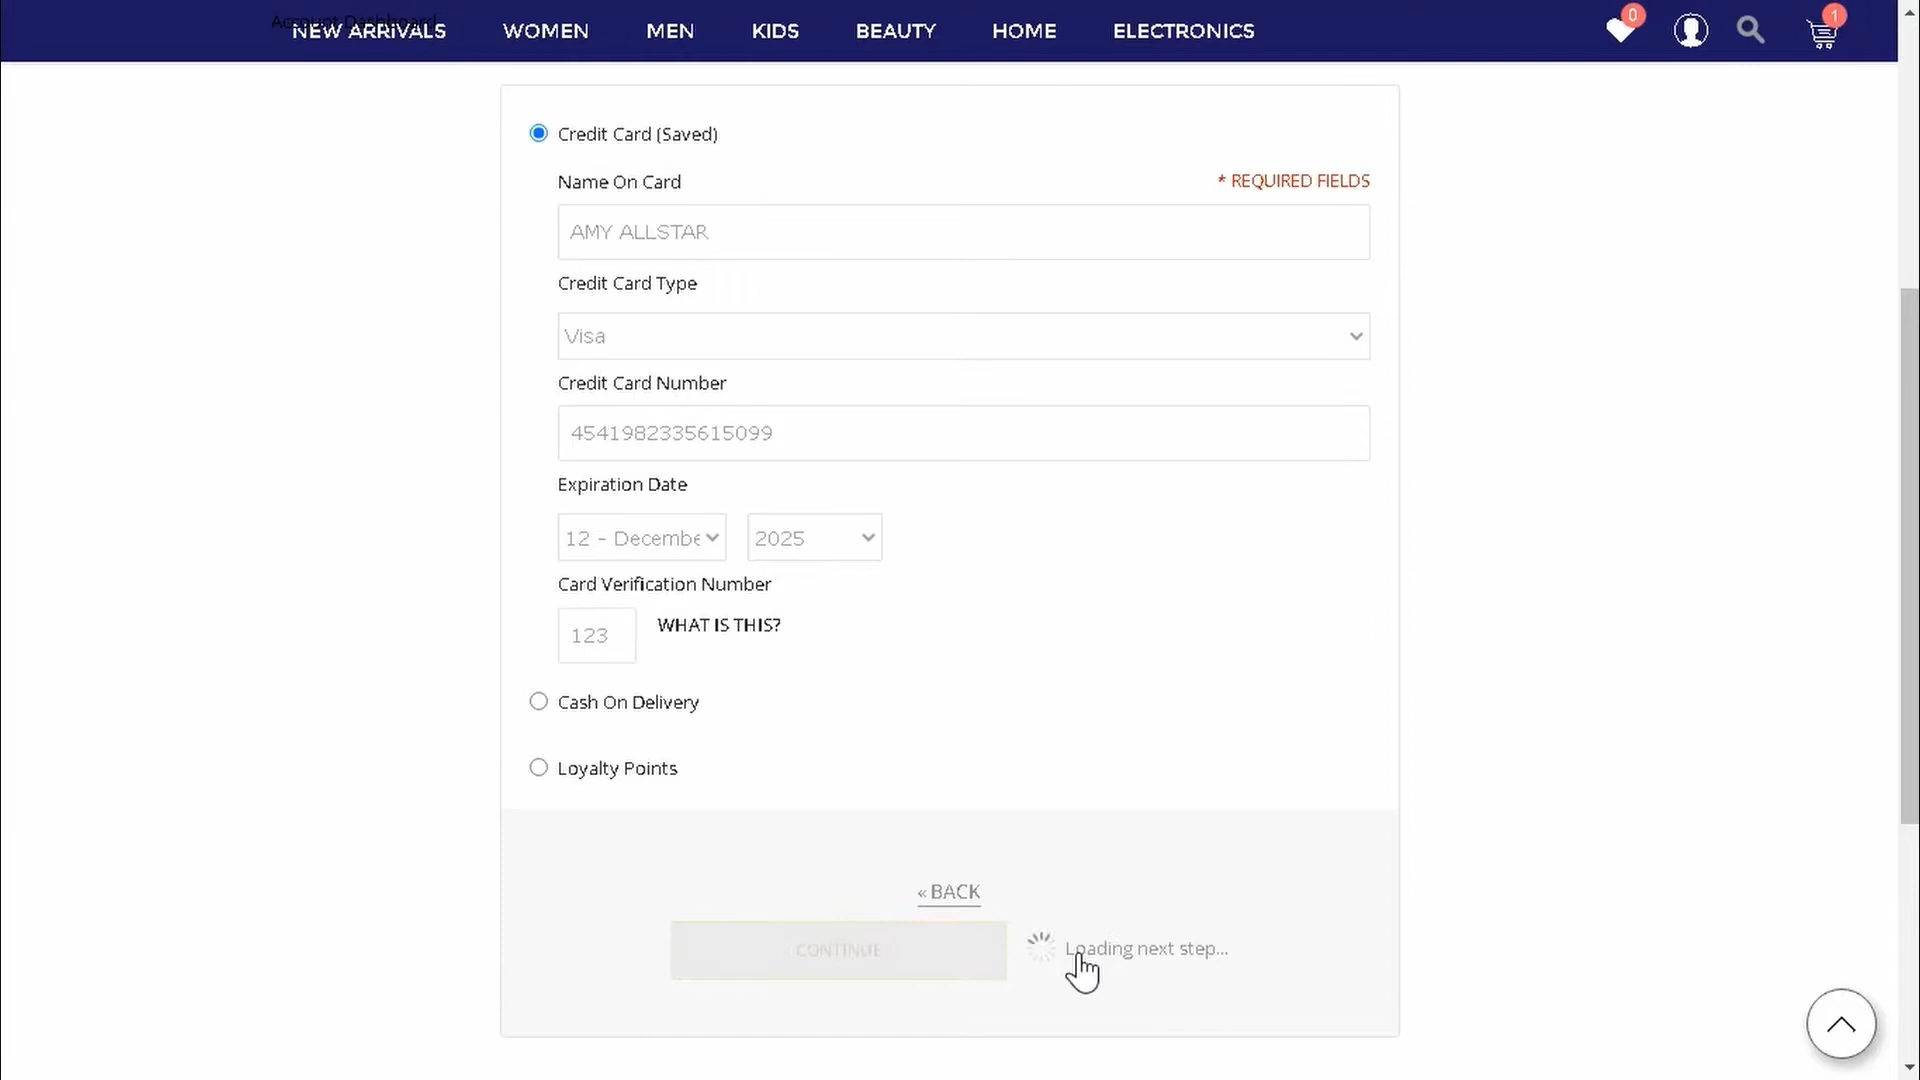 Account Dashboard
NEW ARRIVALS WOMEN MEN KIDS BEAUTY HOME ELECTRONICS 0 1
Credit Card (Saved)
Name On Card * REQUIRED FIELDS
AMY ALLSTAR
Credit Card Type
Visa
Credit Card Number
4541982335615099
Expiration Date
12 - Decembe 2025
Card Verification Number
123 WHAT IS THIS?
Cash On Delivery
Loyalty Points
« BACK
CONTINUE Loading next step...